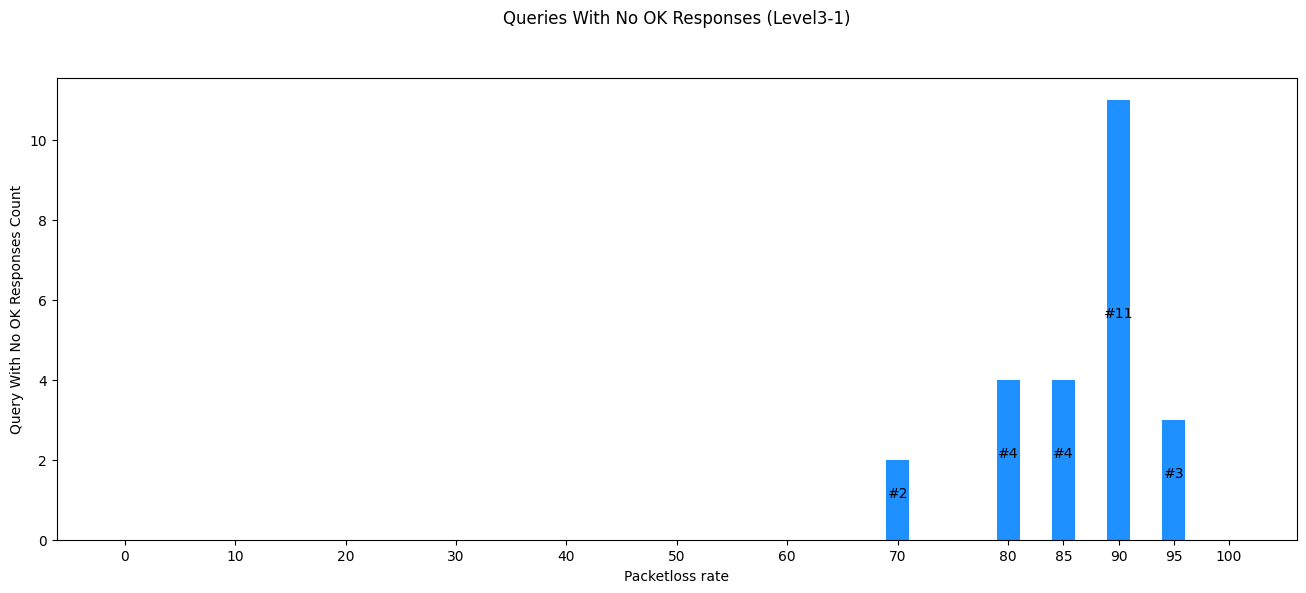 Queries With No OK Responses (Level3-1)
Query With No OK Responses Count
10
8
6
4
2
0
#2
#4
#4
#11
#3
0 10 20 30 40 50 60 70 80 85 90 95 100
Packetloss rate